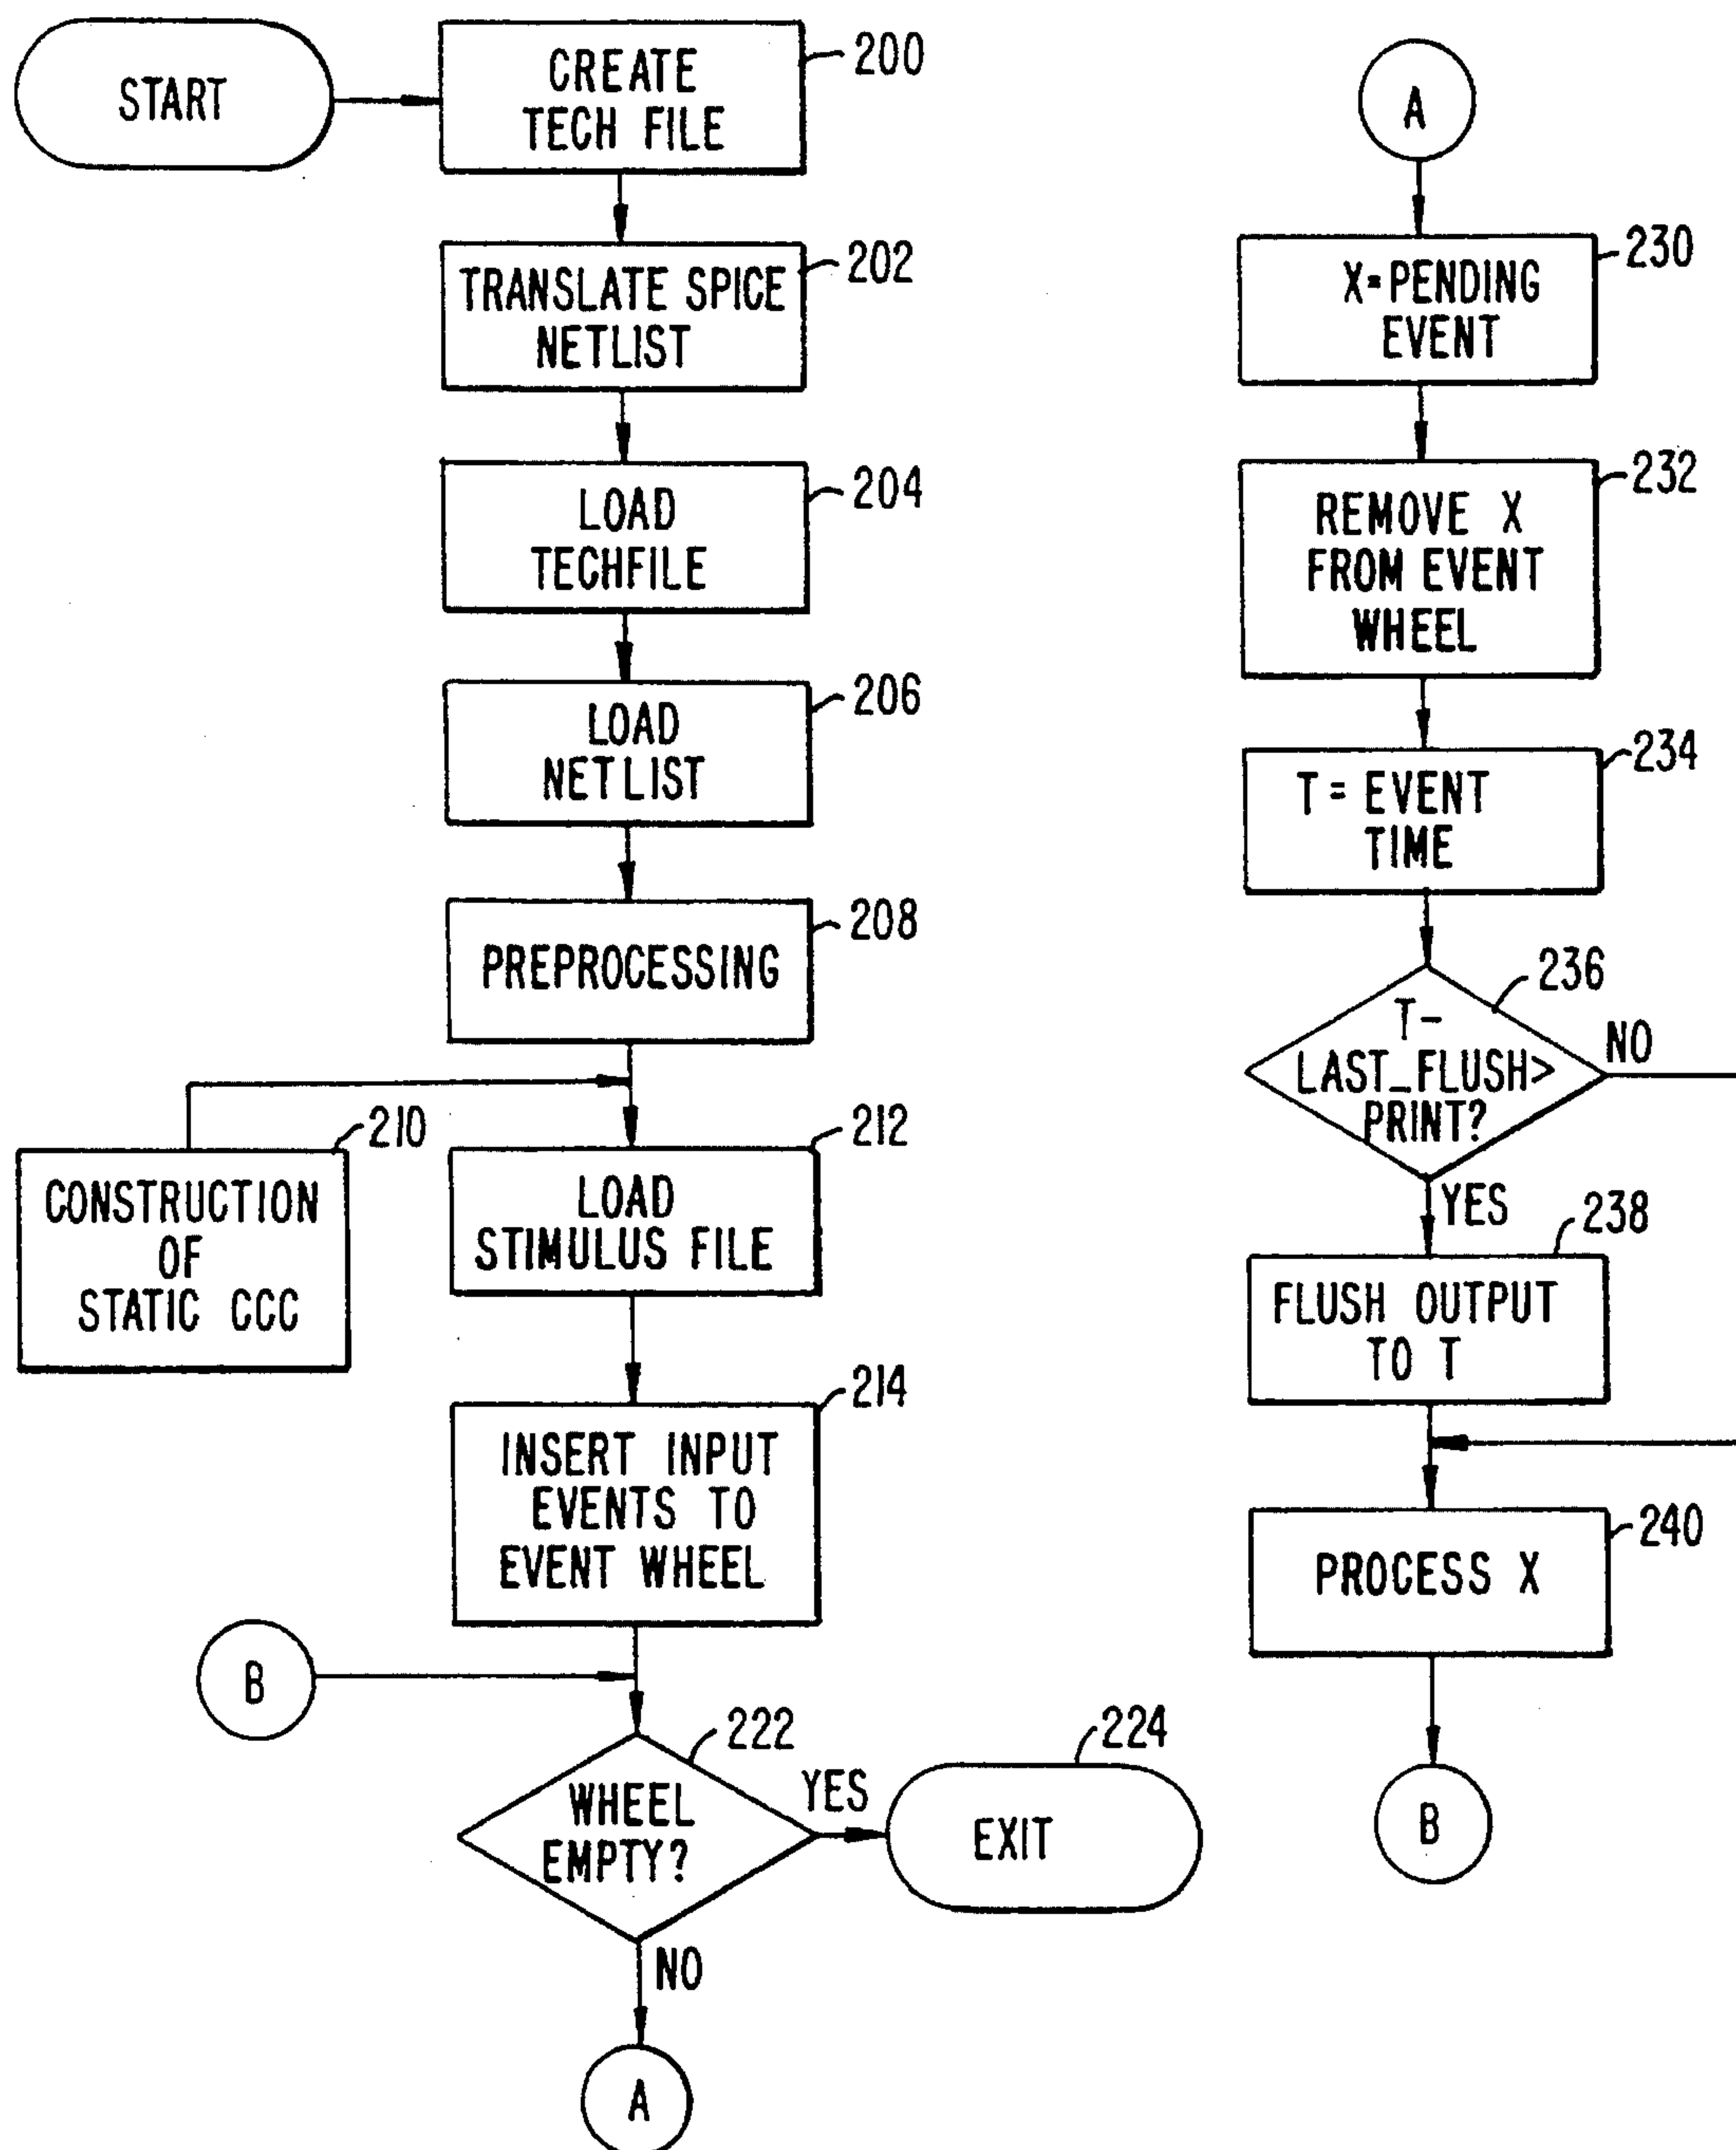 START
CREATE
TECH FILE
200
TRANSLATE SPICE
NETLIST
202
LOAD
TECHFILE
204
LOAD
NETLIST
206
PREPROCESSING
208
CONSTRUCTION
OF
STATIC CCC
210
LOAD
STIMULUS FILE
212
INSERT INPUT
EVENTS TO
EVENT WHEEL
214
B
WHEEL
EMPTY?
222
YES
EXIT
224
NO
A
A
X=PENDING
EVENT
230
REMOVE X
FROM EVENT
WHEEL
232
T = EVENT
TIME
234
T-
LAST_FLUSH>
PRINT?
236
NO
YES
FLUSH OUTPUT
TO T
238
PROCESS X
240
B